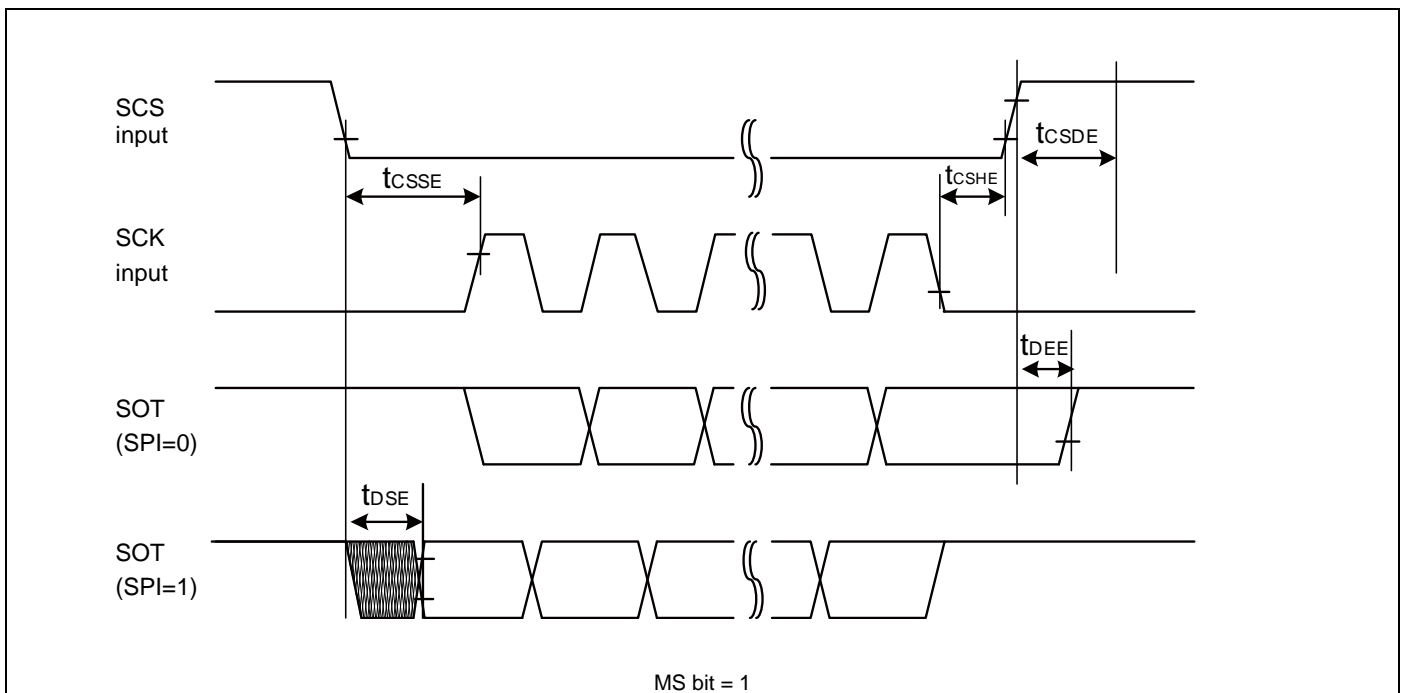 SCS
input
tCSDE
tCSSE
tCSHE
SCK
input
tDEE
SOT
(SPI=0)
tDSE
SOT
(SPI=1)
MS bit = 1